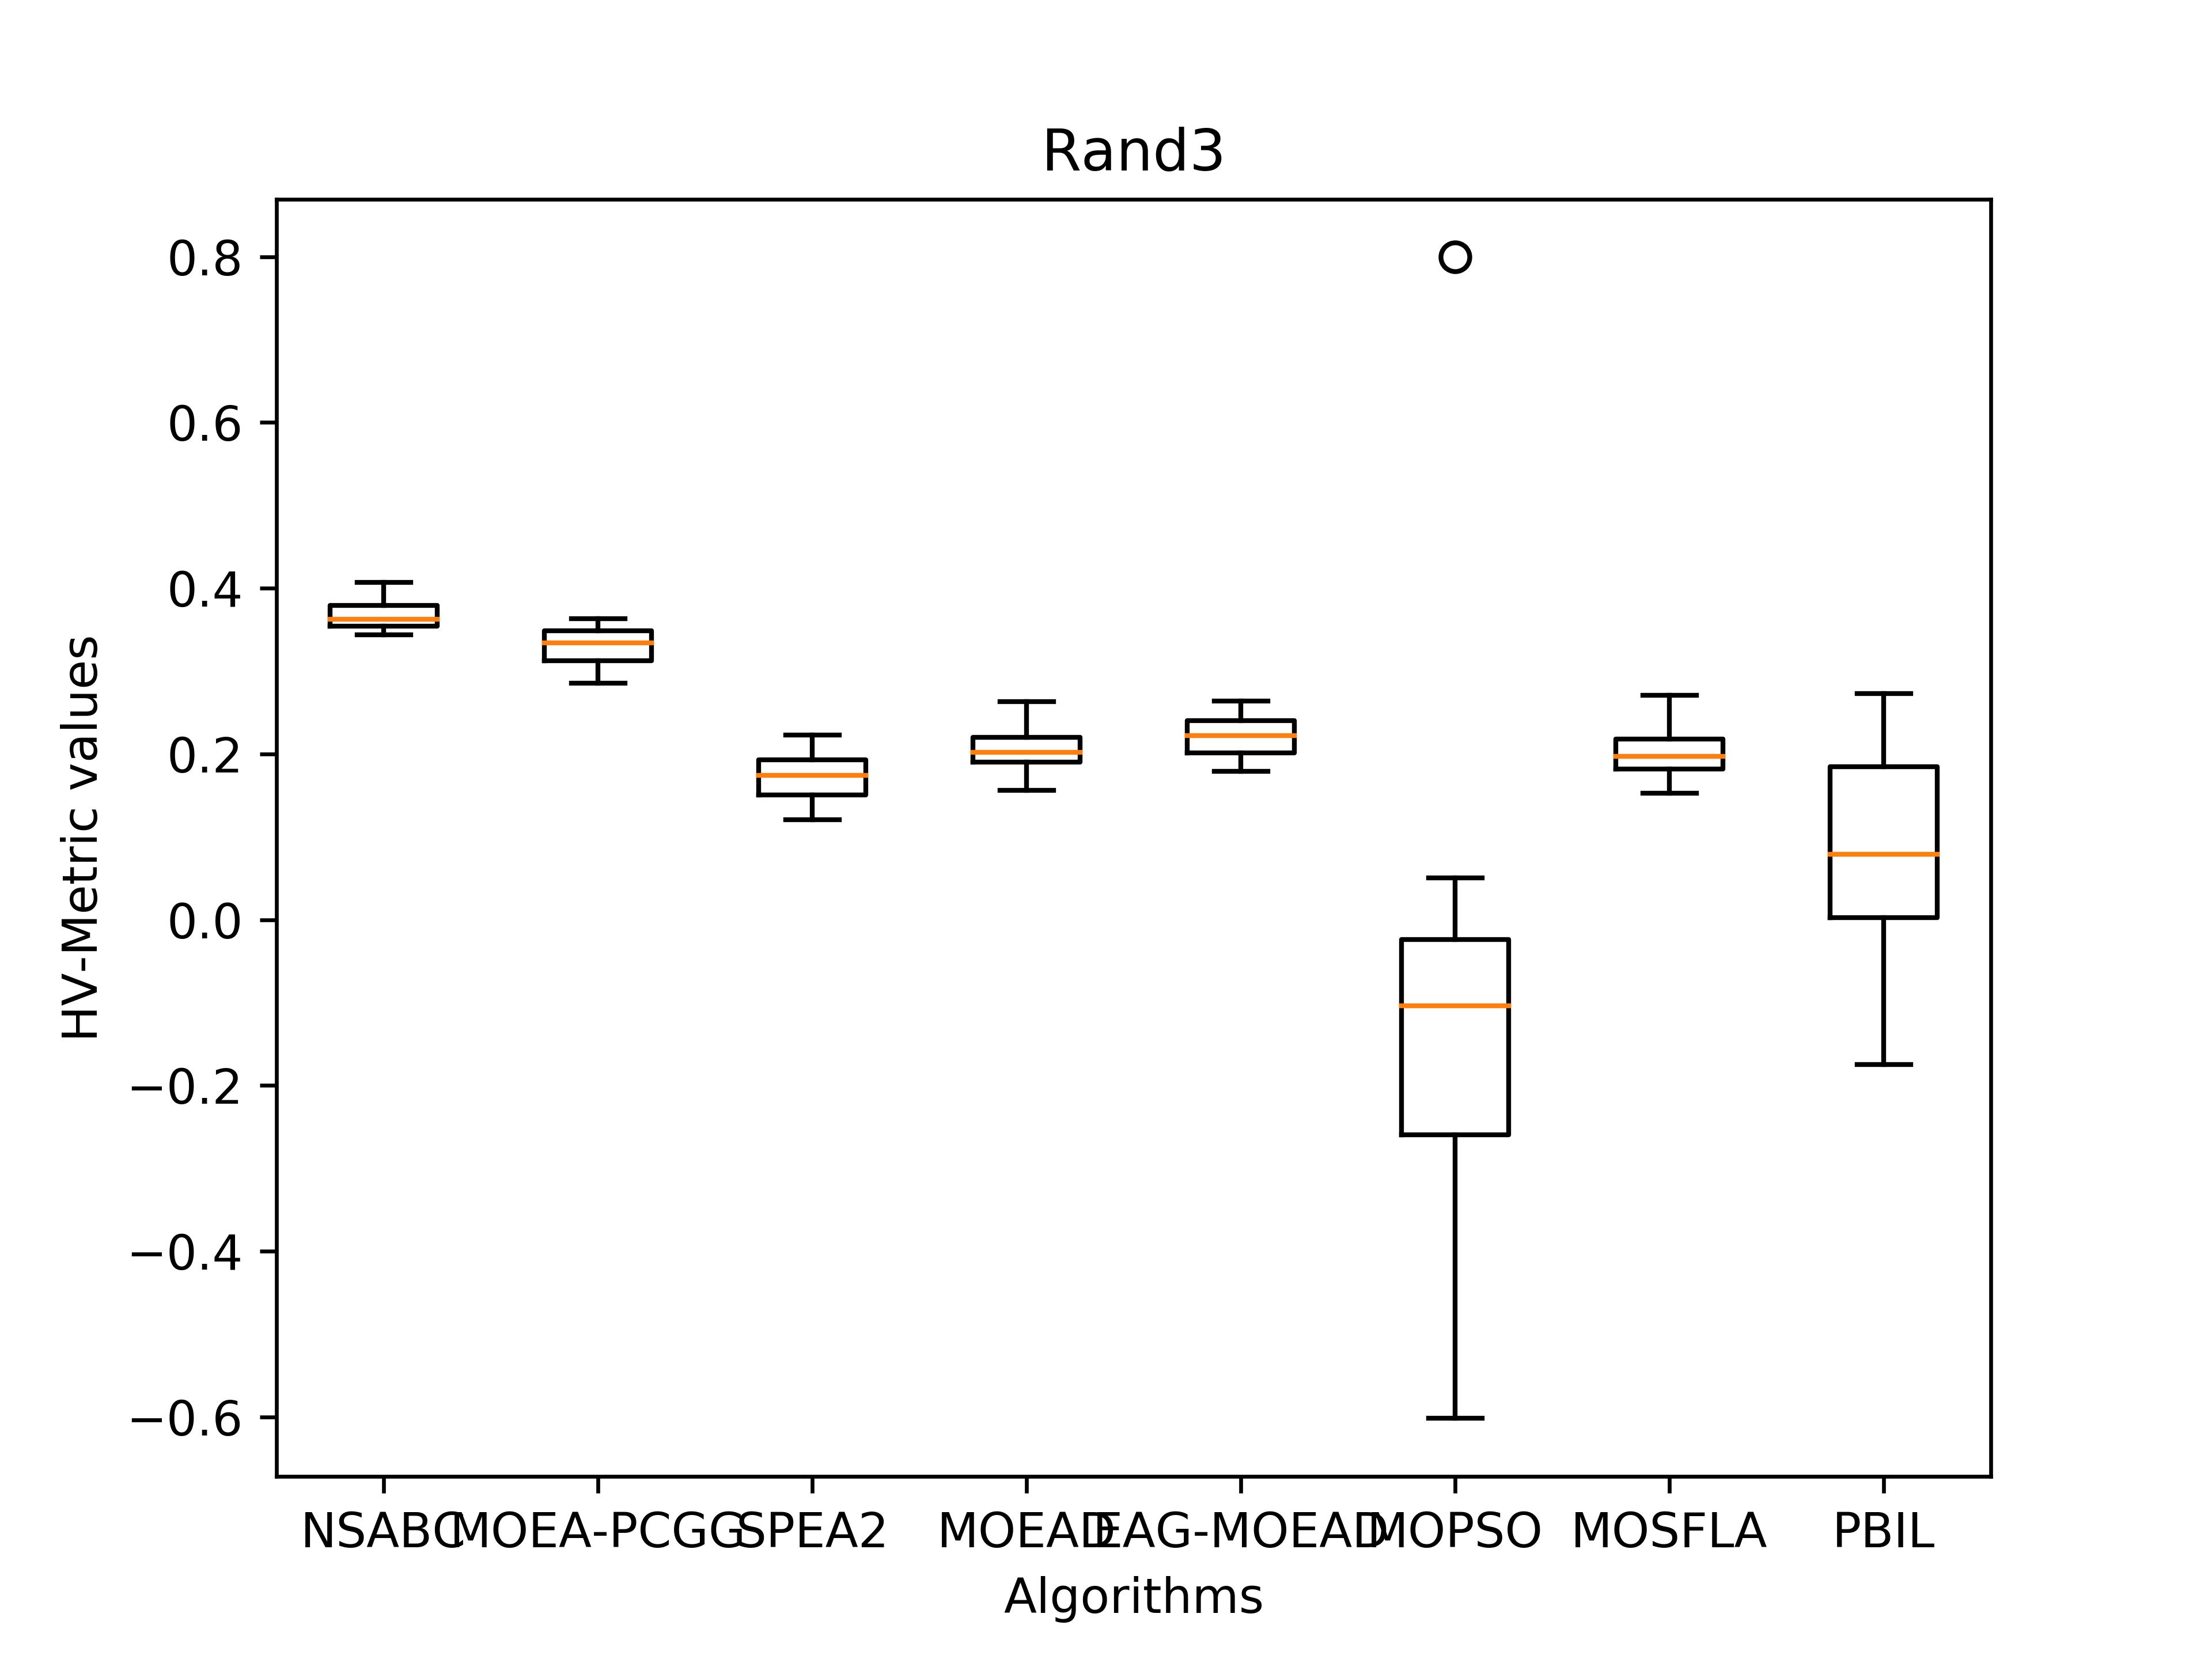 Rand3
0.8
0.6
0.4
0.2
0.0
−0.2
−0.4
−0.6
HV-Metric values
NSABC MOEA-PCGG SPEA2 MOEAD EAG-MOEAD MOPSO MOSFLA PBIL
Algorithms